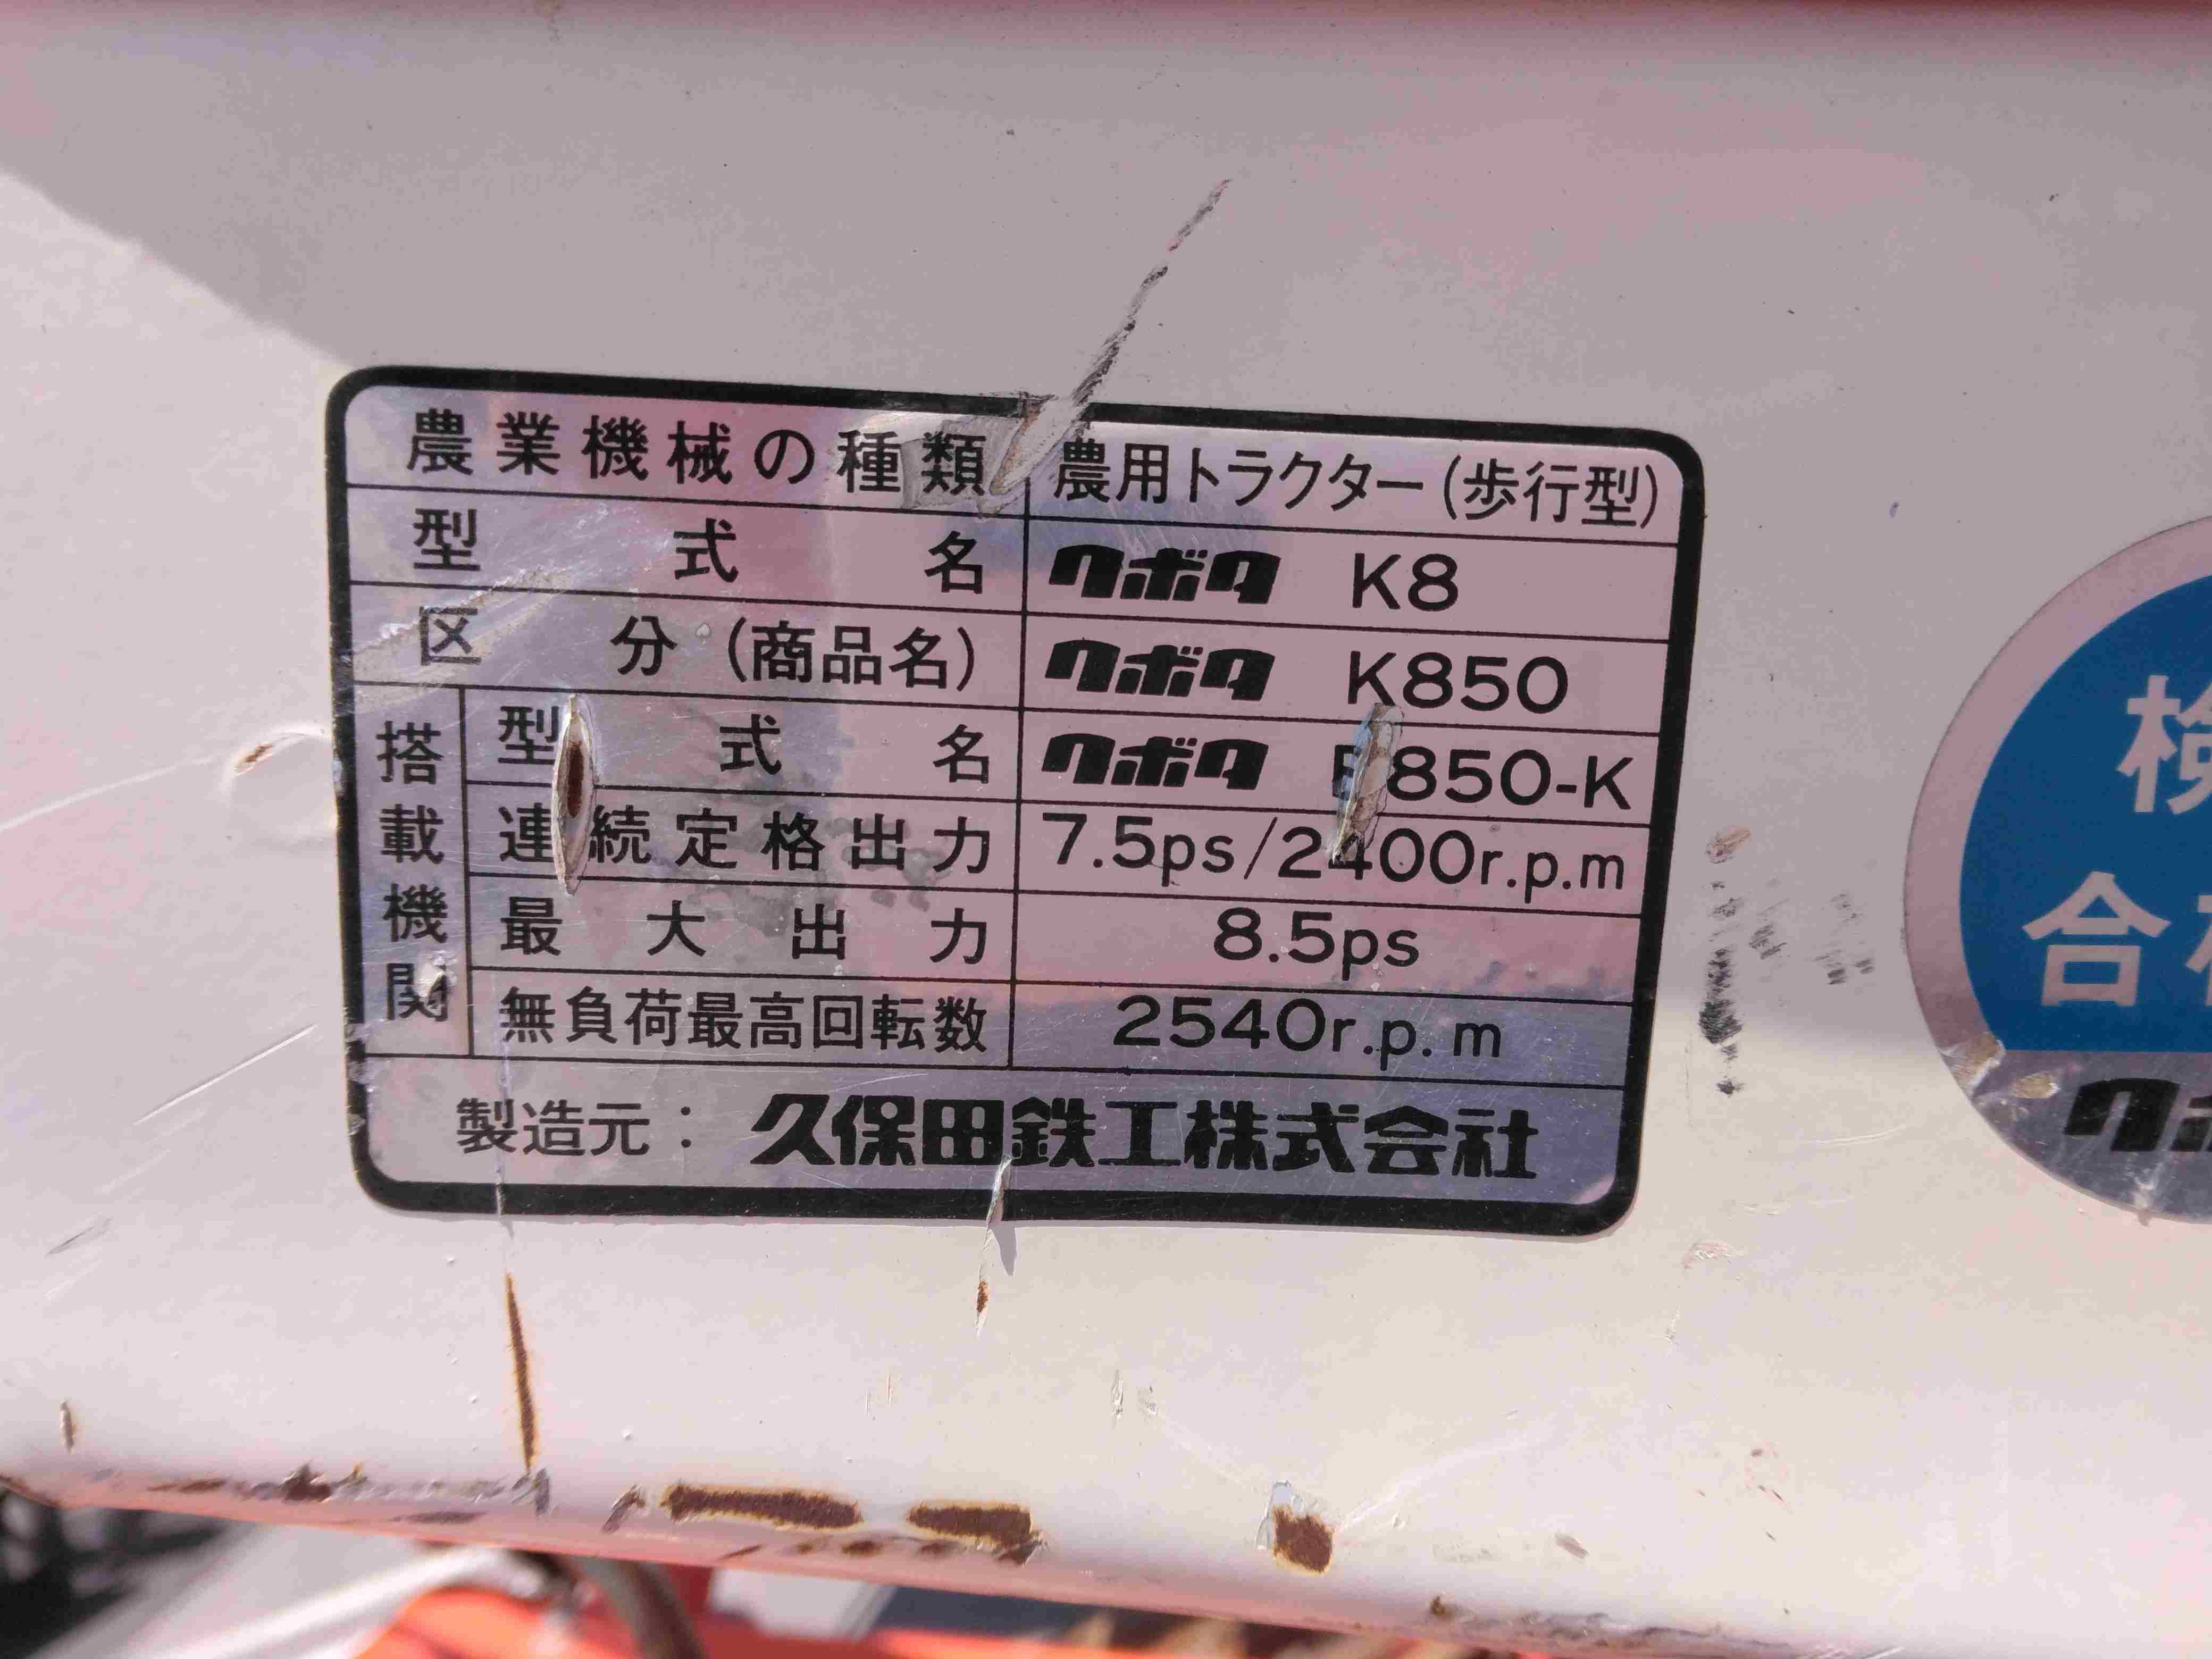 農業機械の種類 農用トラクター(歩行型)
型式名 クボタ K8
区分(商品名) クボタ K850
搭載機関
型式名 クボタ 850-K
連続定格出力 7.5ps/2400r.p.m
最大出力 8.5ps
無負荷最高回転数 2540r.p.m
製造元: 久保田鉄工株式会社
検
合